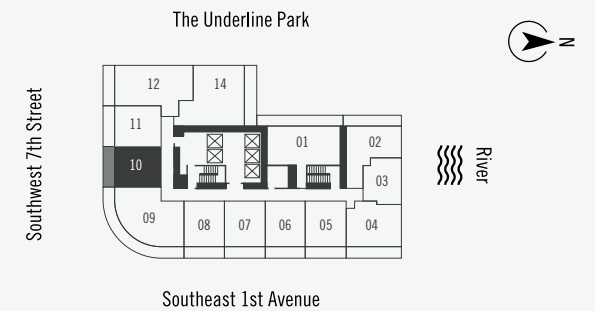 The Underline Park
N
Southwest 7th Street
12
14
11
01
02
10
03
River
09
08
07
06
05
04
Southeast 1st Avenue